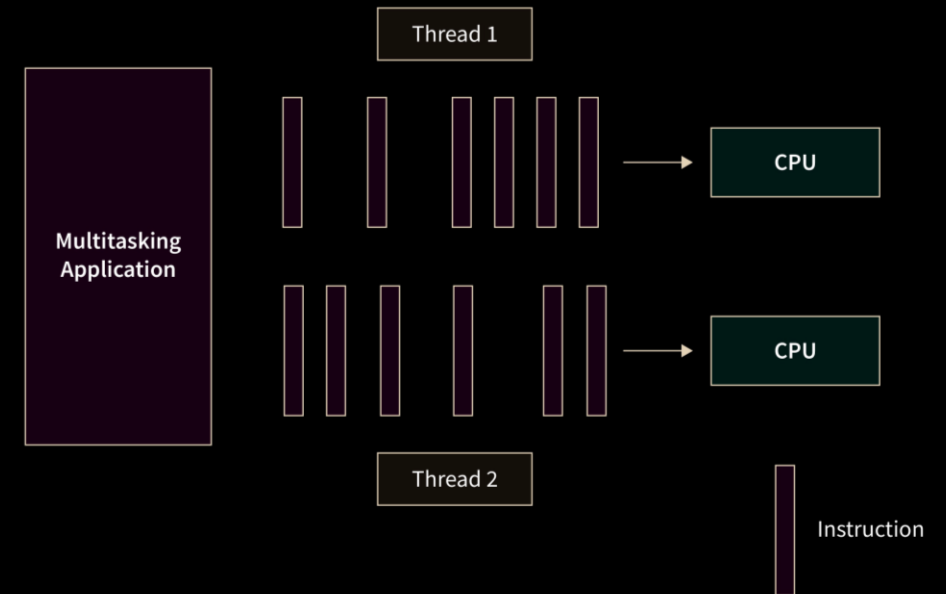 Thread 1
Multitasking
Application
CPU
CPU
Thread 2
Instruction